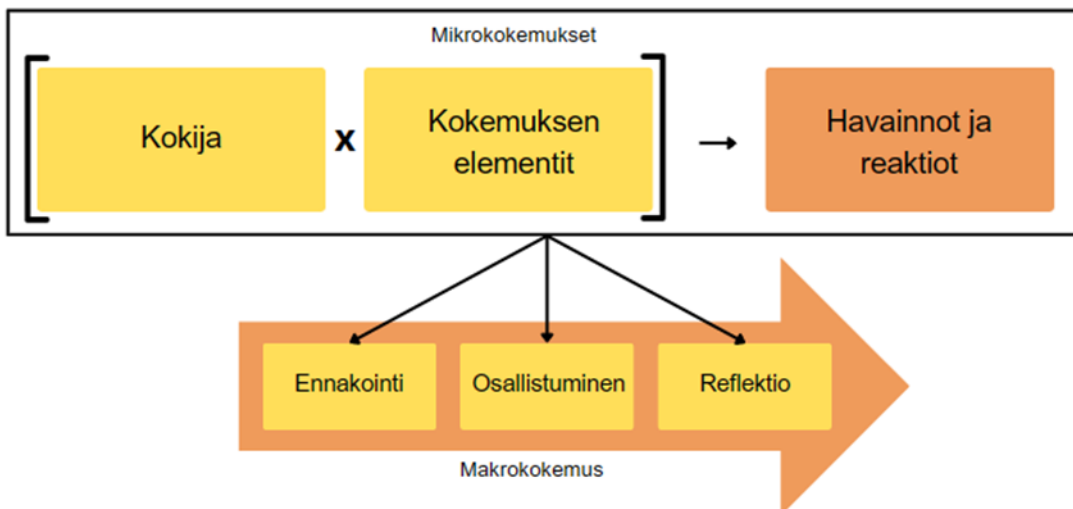 Mikrokokemukset
Kokija
x
Kokemuksen
elementit
Havainnot ja
reaktiot
Ennakointi
Osallistuminen
Reflektio
Makrokokemus